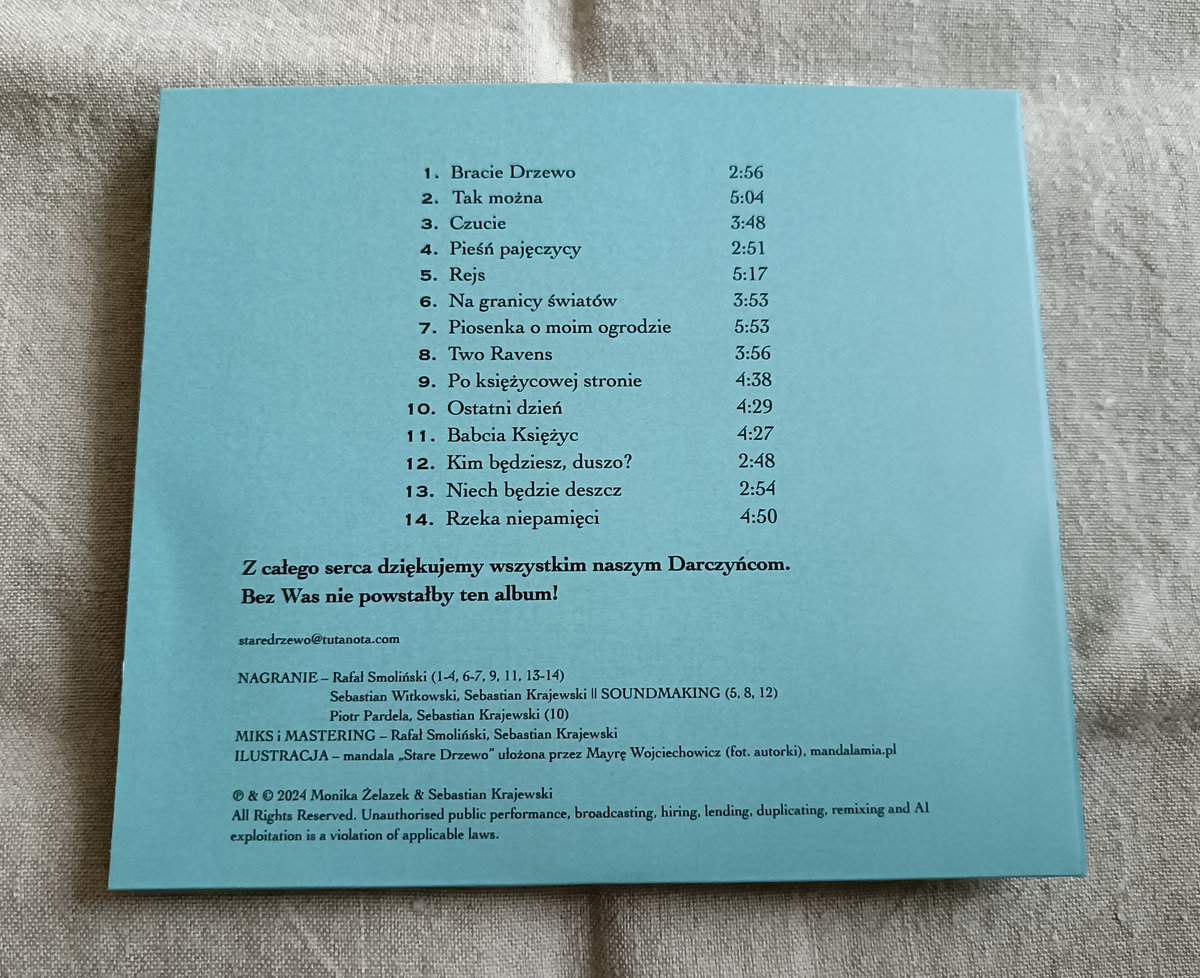 1. Bracie Drzewo 2:56
2. Tak można 5:04
3. Czucie 3:48
4. Pieśń pajęczycy 2:51
5. Rejs 5:17
6. Na granicy światów 3:53
7. Piosenka o moim ogrodzie 5:53
8. Two Ravens 3:56
9. Po księżycowej stronie 4:38
10. Ostatni dzień 4:29
11. Babcia Księżyc 4:27
12. Kim będziesz, duszo? 2:48
13. Niech będzie deszcz 2:54
14. Rzeka niepamięci 4:50
Z całego serca dziękujemy wszystkim naszym Darczyńcom.
Bez Was nie powstałby ten album!
staredrzewo@tutanota.com
NAGRANIE – Rafał Smoliński (1-4, 6-7, 9, 11, 13-14)
Sebastian Witkowski, Sebastian Krajewski || SOUNDMAKING (5, 8, 12)
Piotr Pardela, Sebastian Krajewski (10)
MIKS i MASTERING – Rafał Smoliński, Sebastian Krajewski
ILUSTRACJA – mandala „Stare Drzewo” ułożona przez Mayrę Wojciechowicz (fot. autorki), mandalamia.pl
℗ & © 2024 Monika Żelazek & Sebastian Krajewski
All Rights Reserved. Unauthorised public performance, broadcasting, hiring, lending, duplicating, remixing and AI
exploitation is a violation of applicable laws.